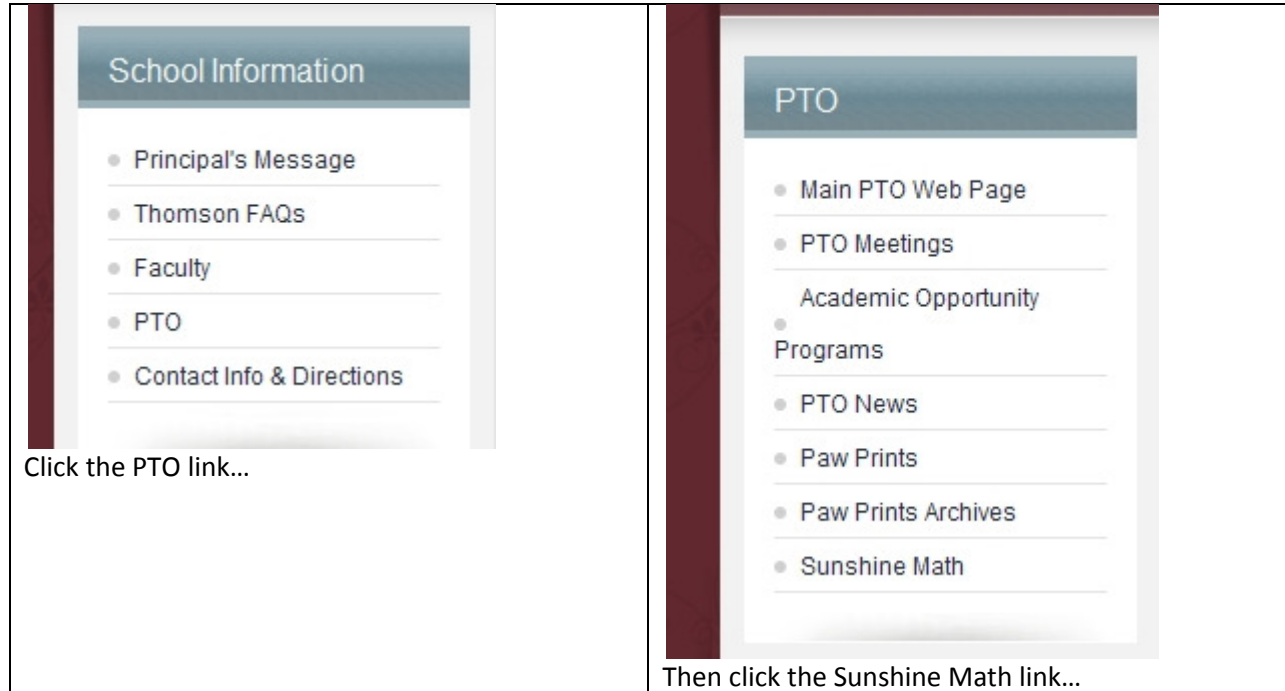 School Information
Principal's Message
Thomson FAQs
Faculty
PTO
Contact Info & Directions
Click the PTO link…
PTO
Main PTO Web Page
PTO Meetings
Academic Opportunity
Programs
PTO News
Paw Prints
Paw Prints Archives
Sunshine Math
Then click the Sunshine Math link…